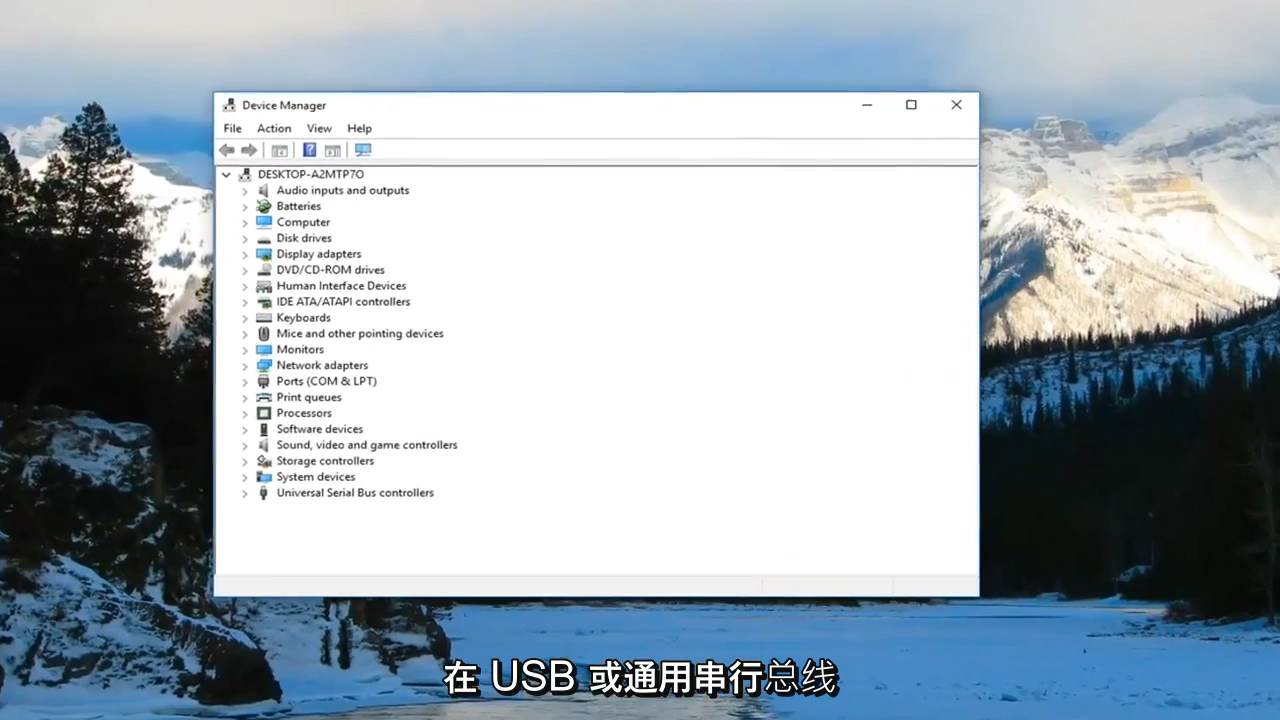 Device Manager
File Action View Help
DESKTOP-A2MTP7O
Audio inputs and outputs
Batteries
Computer
Disk drives
Display adapters
DVD/CD-ROM drives
Human Interface Devices
IDE ATA/ATAPI controllers
Keyboards
Mice and other pointing devices
Monitors
Network adapters
Ports (COM & LPT)
Print queues
Processors
Software devices
Sound, video and game controllers
Storage controllers
System devices
Universal Serial Bus controllers
在 USB 或通用串行总线